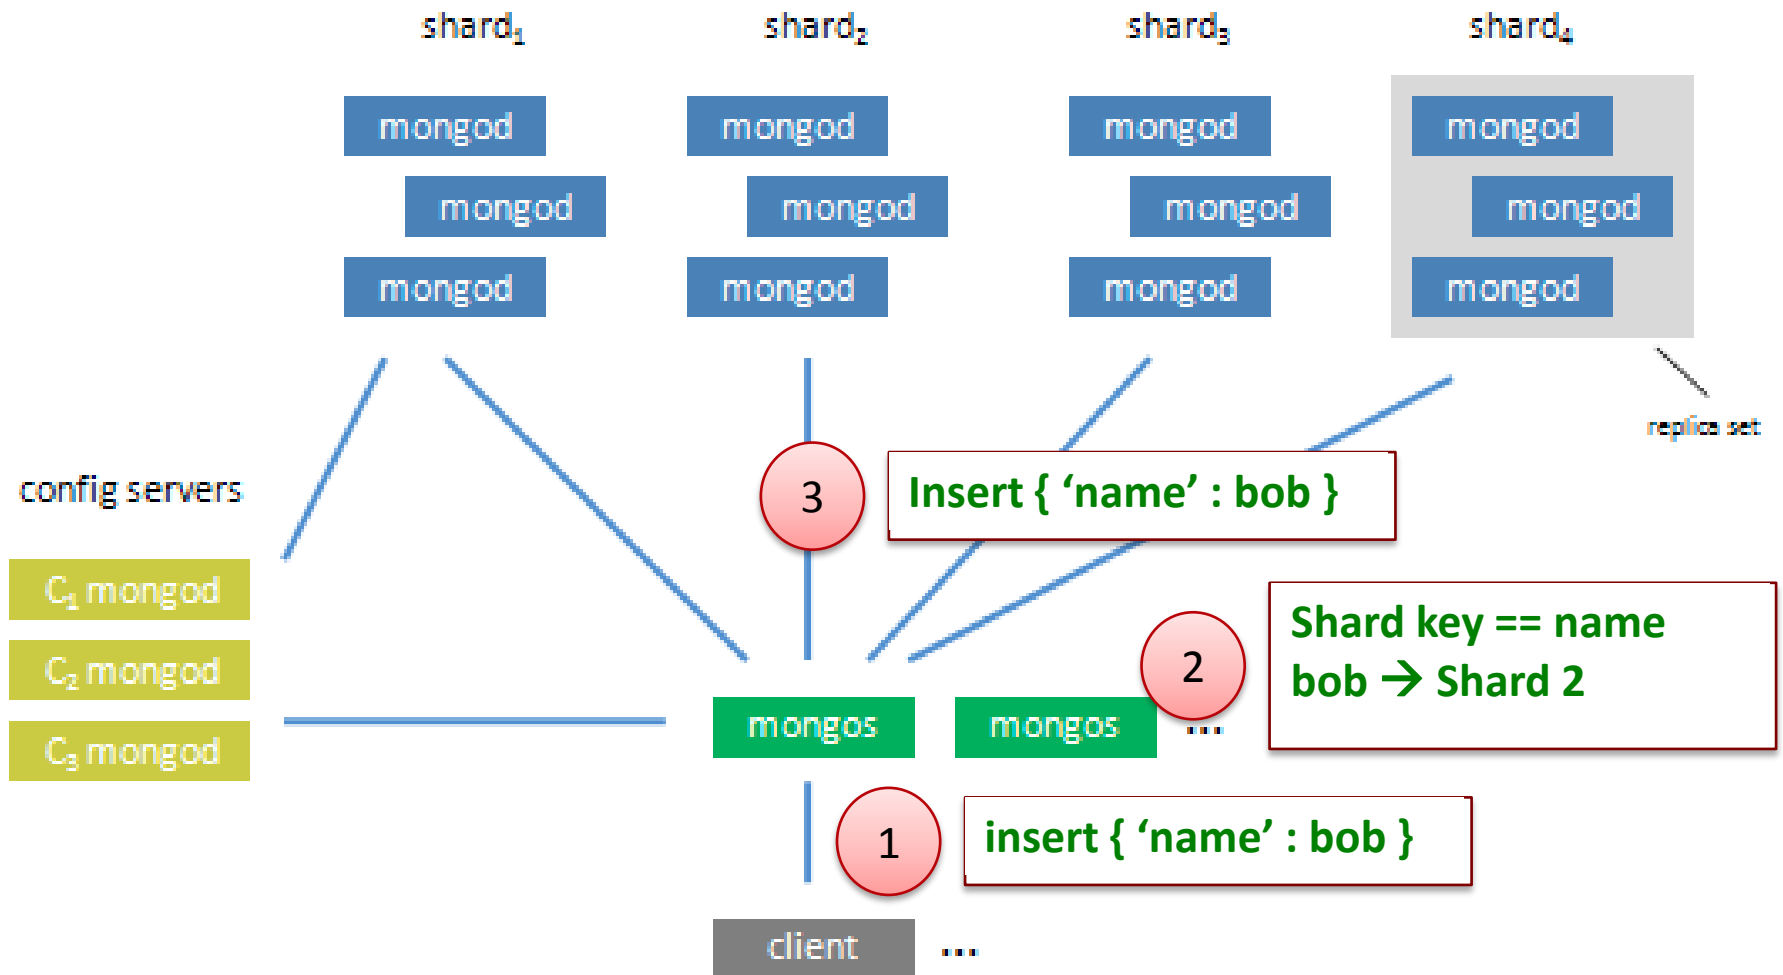 shard₁ shard₂ shard₃ shard₄
mongod mongod mongod mongod
mongod mongod mongod mongod
mongod mongod mongod mongod
replica set
config servers
3 Insert { ‘name’ : bob }
C₁ mongod
C₂ mongod
C₃ mongod
2 Shard key == name
bob → Shard 2
mongos mongos ...
1 insert { ‘name’ : bob }
client ...